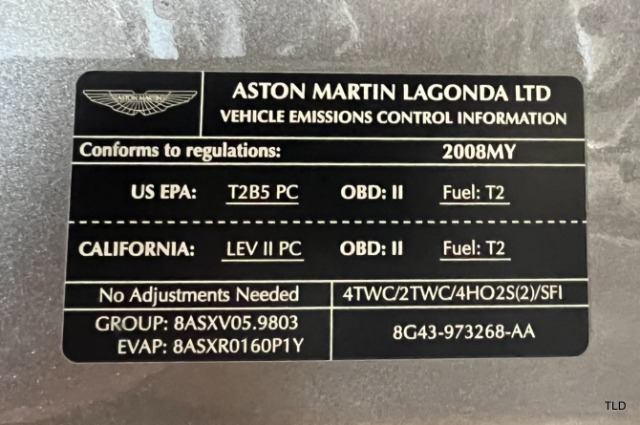 ASTON MARTIN
ASTON MARTIN LAGONDA LTD
VEHICLE EMISSIONS CONTROL INFORMATION
Conforms to regulations: 2008MY
US EPA: T2B5 PC OBD: II Fuel: T2
CALIFORNIA: LEV II PC OBD: II Fuel: T2
No Adjustments Needed 4TWC/2TWC/4HO2S(2)/SFI
GROUP: 8ASXV05.9803
EVAP: 8ASXR0160P1Y
8G43-973268-AA
TLD